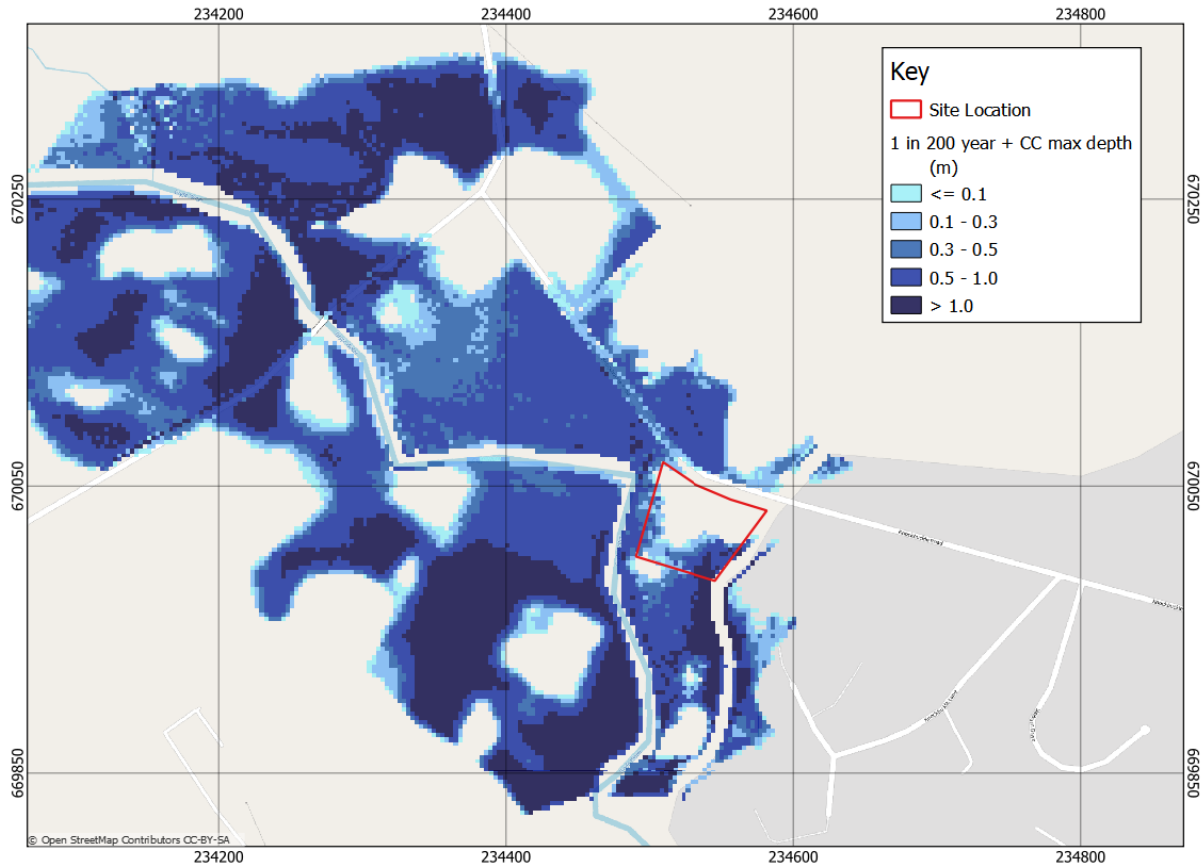 234200
234400
234600
234800
Key
Site Location
1 in 200 year + CC max depth
(m)
<= 0.1
0.1 - 0.3
0.3 - 0.5
0.5 - 1.0
> 1.0
670250
670250
670050
670050
669850
669850
© Open StreetMap Contributors CC-BY-SA
234200
234400
234600
234800